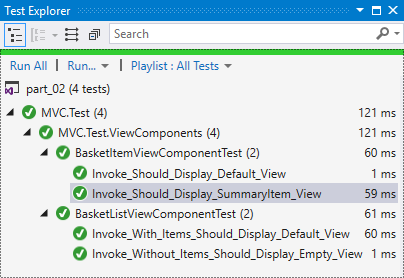 Test Explorer
Search
Run All | Run... | Playlist : All Tests
part_02 (4 tests)
MVC.Test (4) 121 ms
MVC.Test.ViewComponents (4) 121 ms
BasketItemViewComponentTest (2) 60 ms
Invoke_Should_Display_Default_View 1 ms
Invoke_Should_Display_SummaryItem_View 59 ms
BasketListViewComponentTest (2) 61 ms
Invoke_With_Items_Should_Display_Default_View 60 ms
Invoke_Without_Items_Should_Display_Empty_View 1 ms